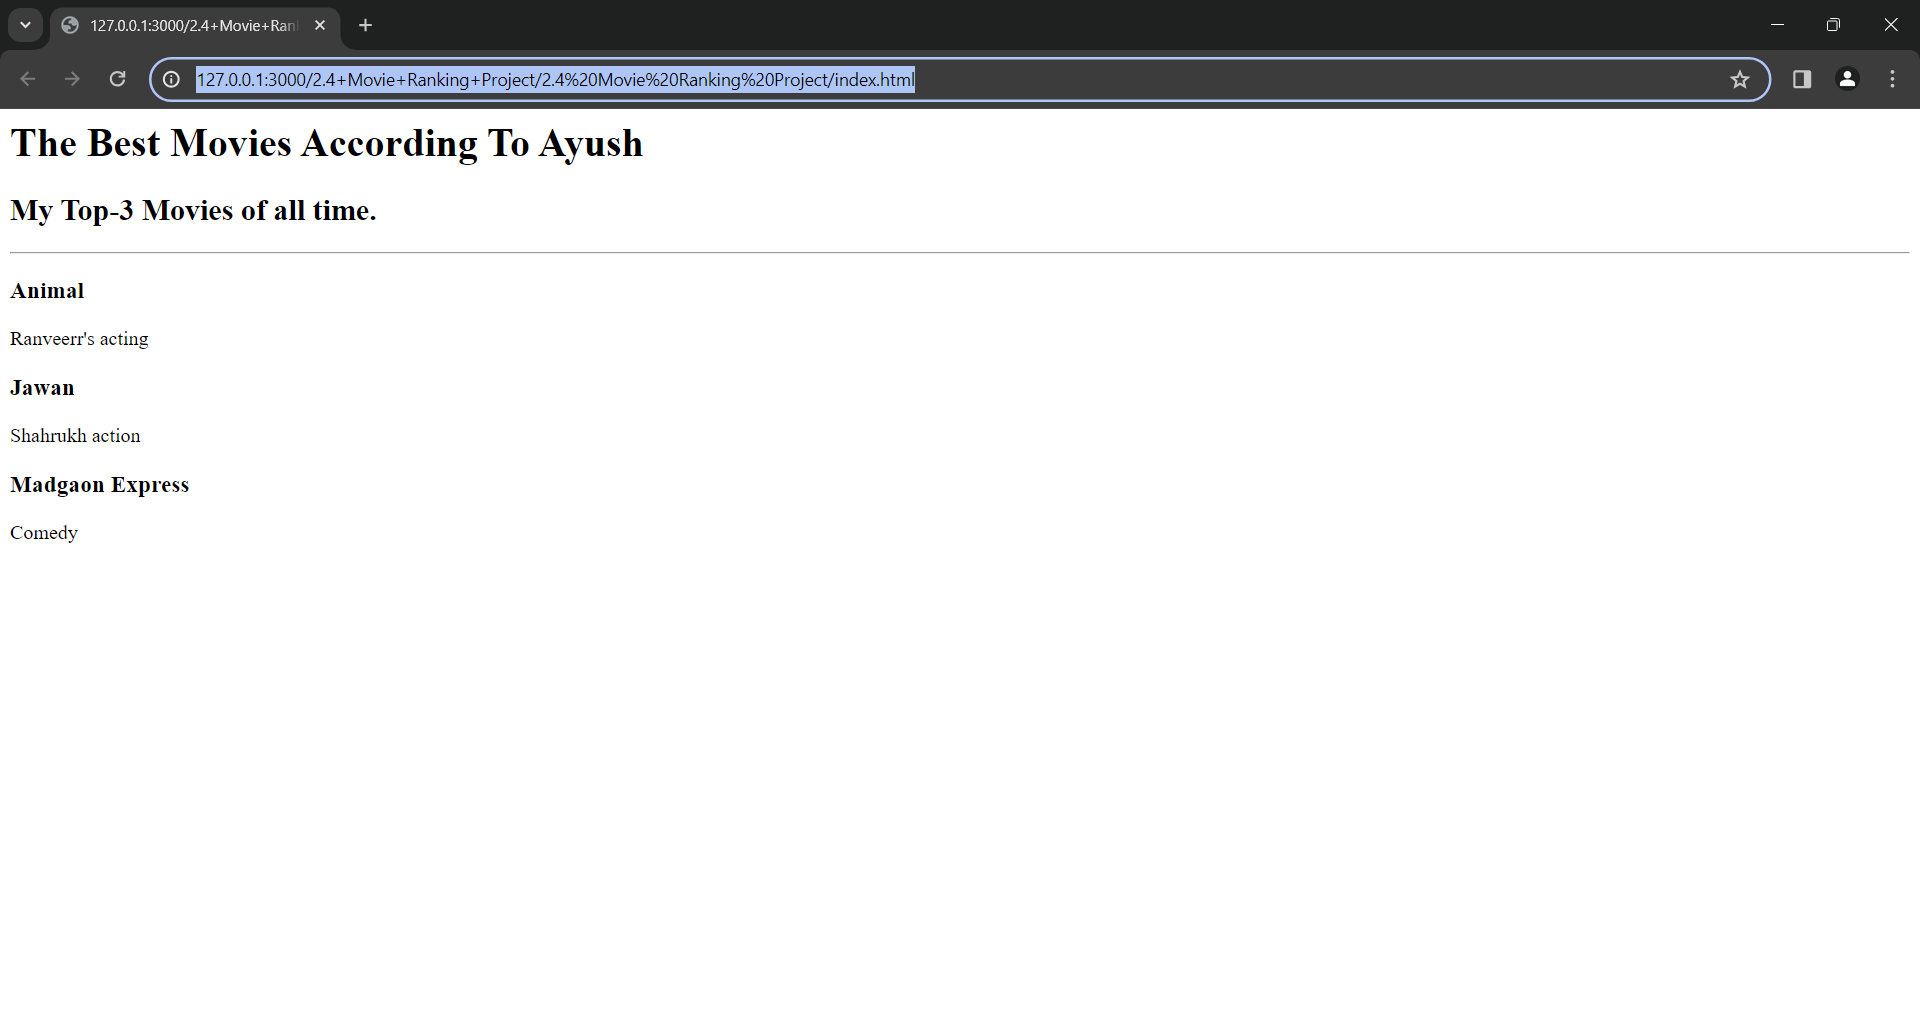 127.0.0.1:3000/2.4+Movie+Ran
127.0.0.1:3000/2.4+Movie+Ranking+Project/2.4%20Movie%20Ranking%20Project/index.html
The Best Movies According To Ayush
My Top-3 Movies of all time.
Animal
Ranveerr's acting
Jawan
Shahrukh action
Madgaon Express
Comedy